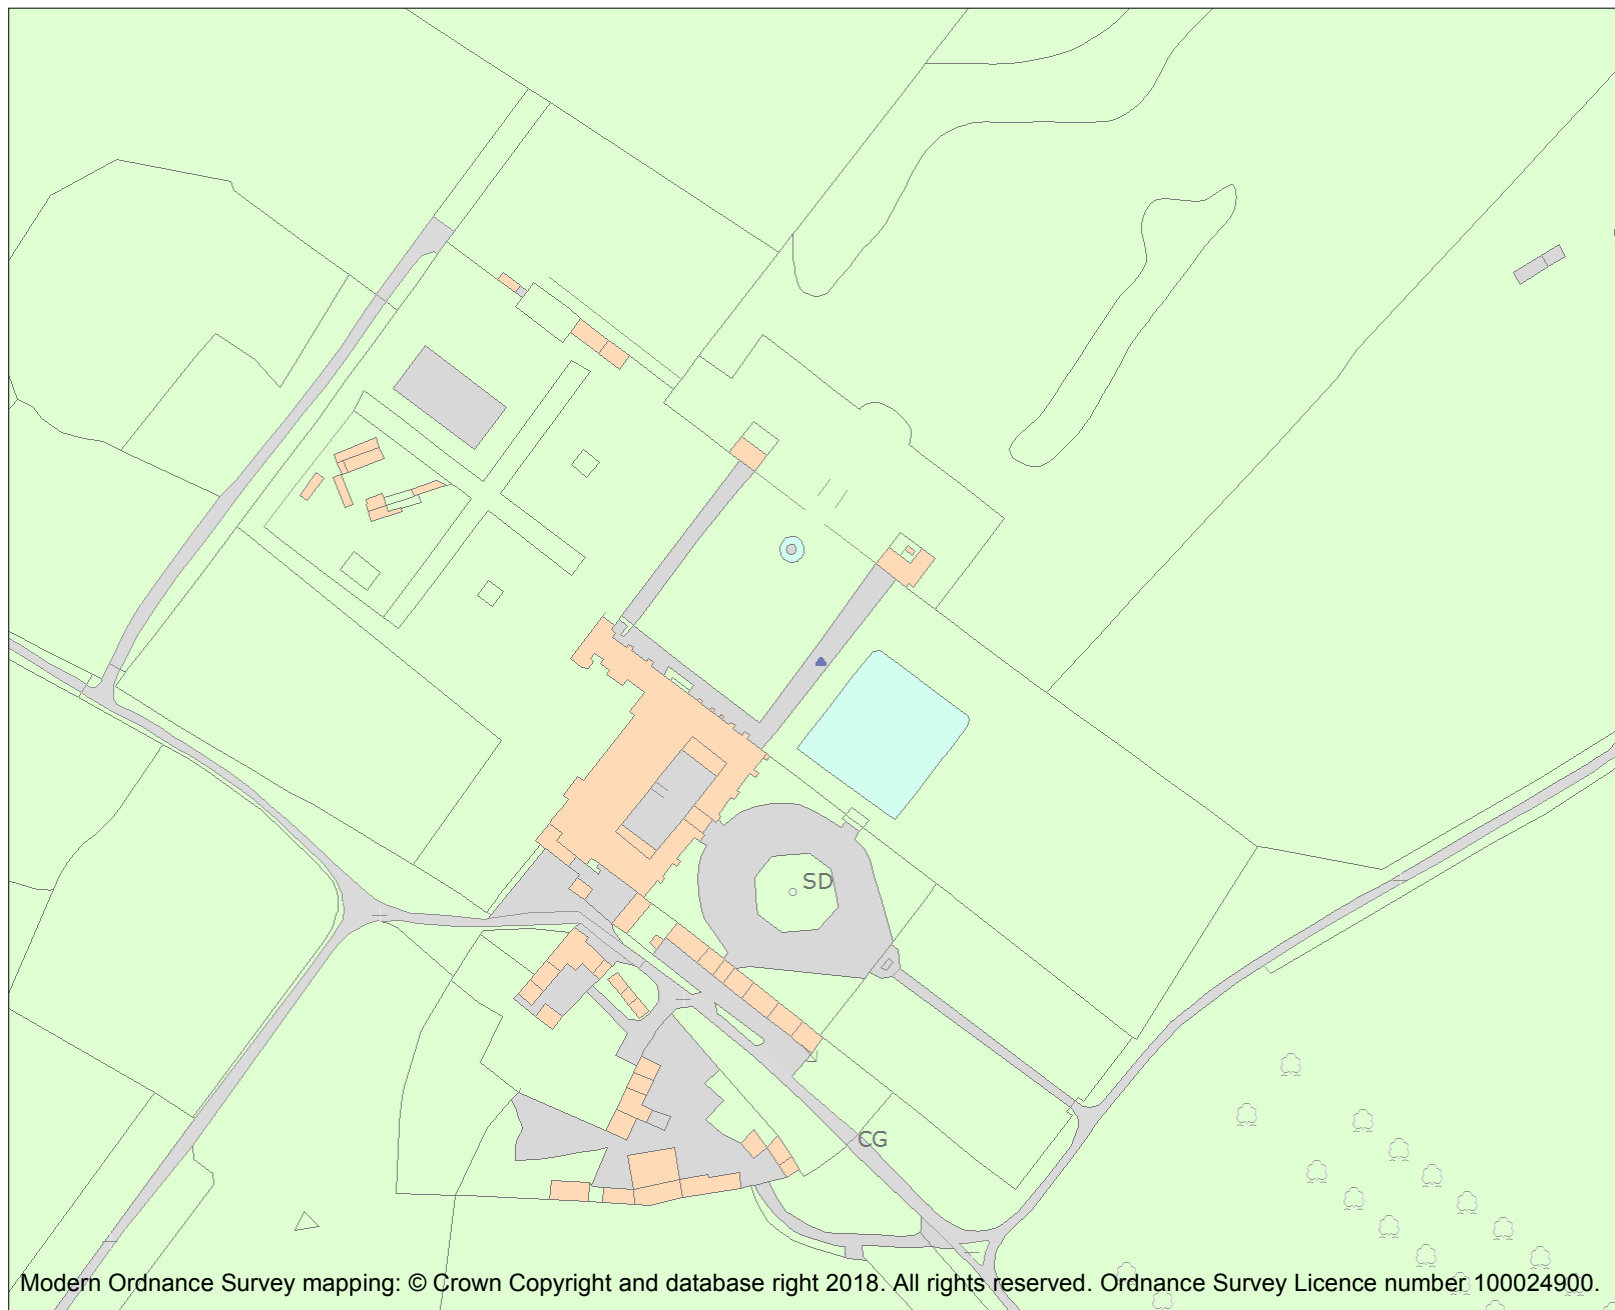 SD
CG
Modern Ordnance Survey mapping: © Crown Copyright and database right 2018. All rights reserved. Ordnance Survey Licence number 100024900.